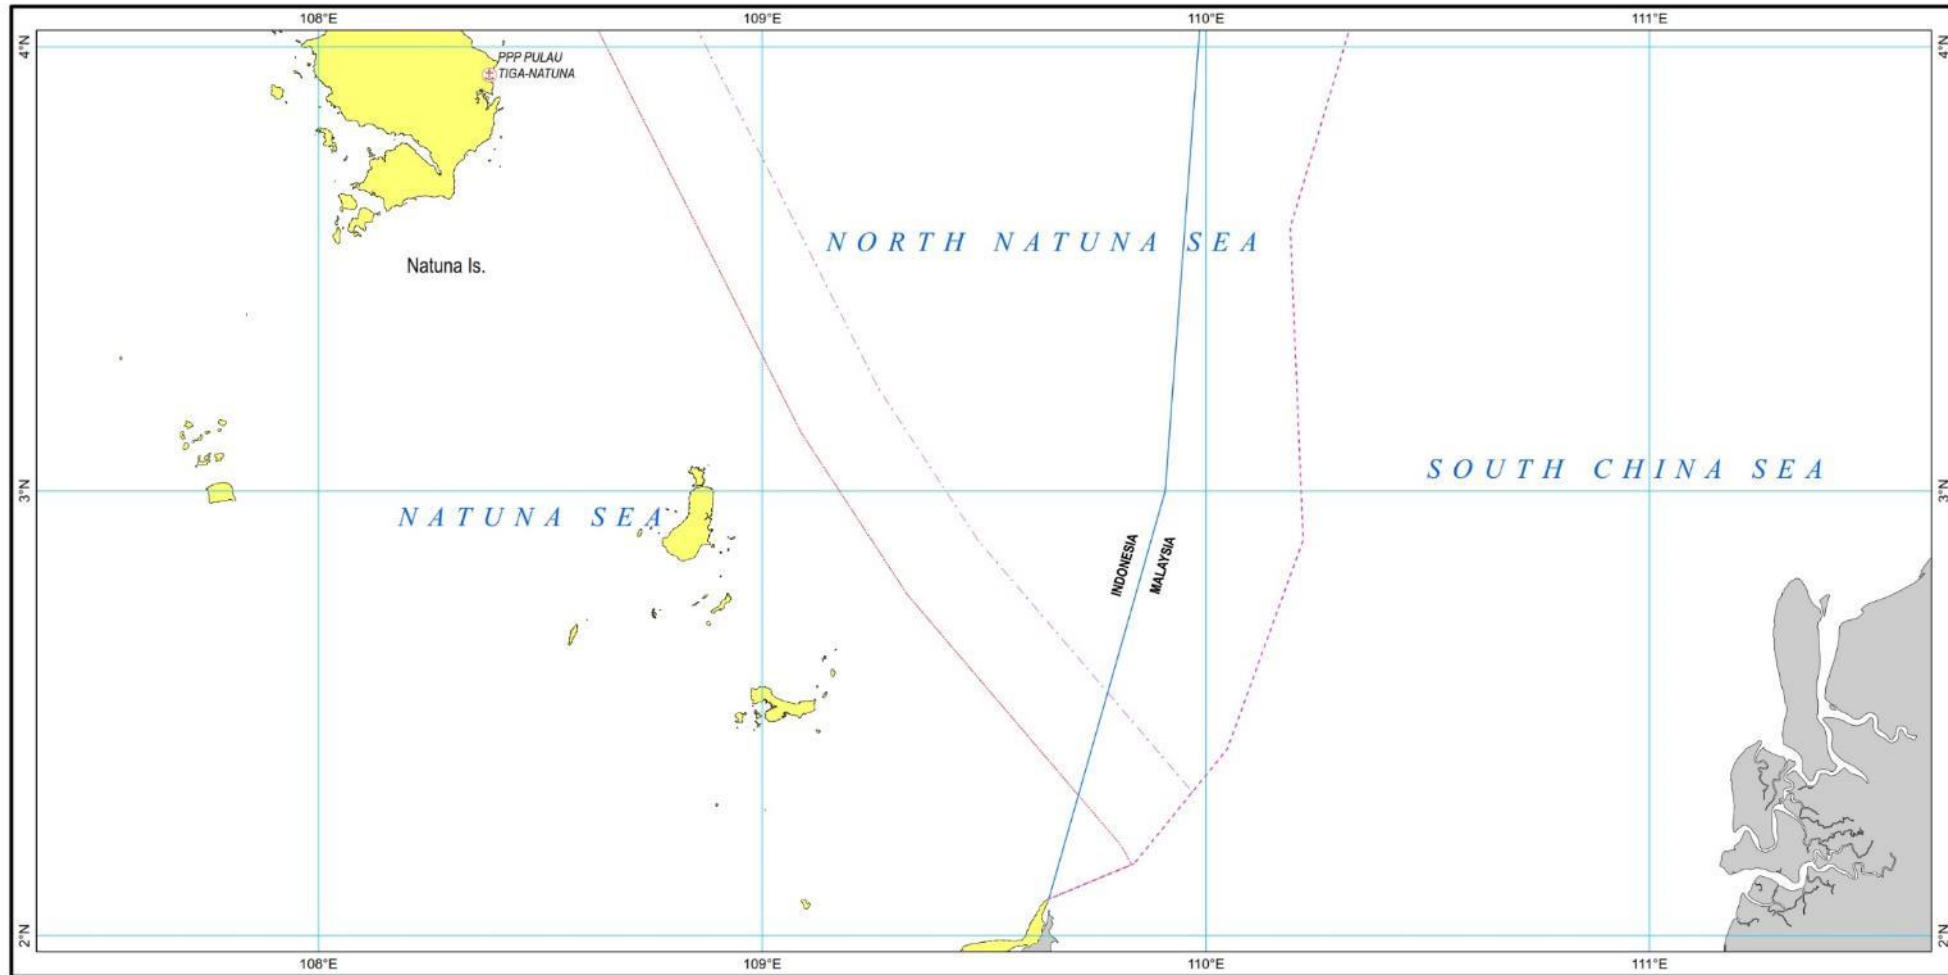 108°E 109°E 110°E 111°E
4°N 4°N
PPP PULAU
TIGA-NATUNA
NORTH NATUNA SEA
Natuna Is.
SOUTH CHINA SEA
3°N 3°N
NATUNA SEA
INDONESIA
MALAYSIA
2°N 2°N
108°E 109°E 110°E 111°E